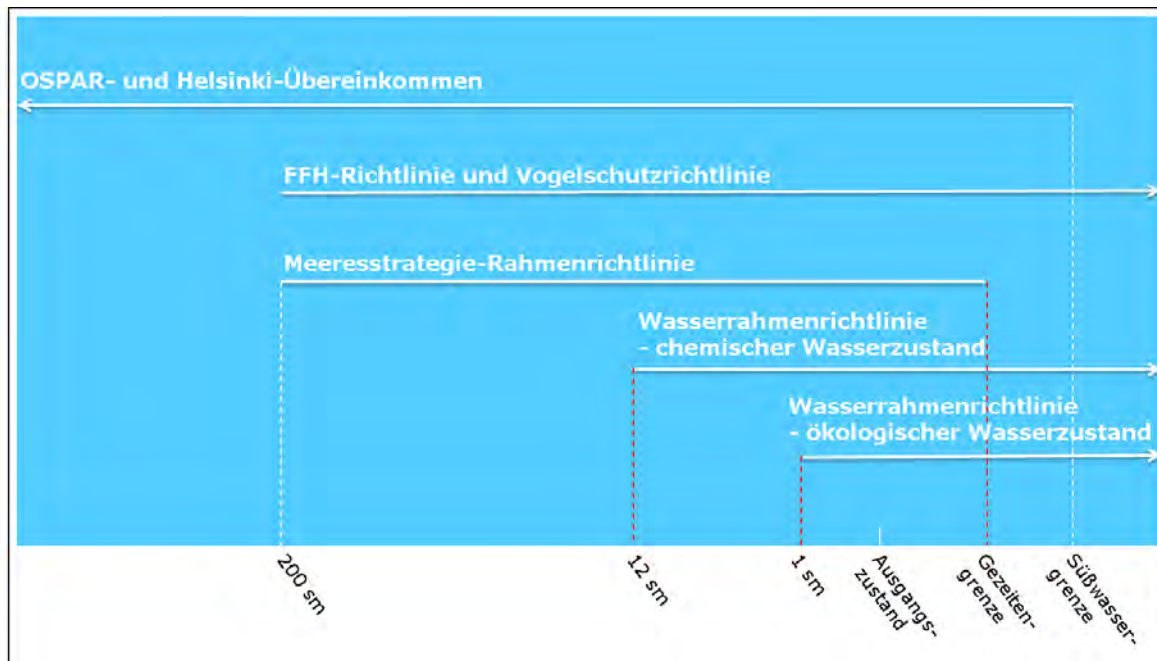 OSPAR- und Helsinki-Übereinkommen
FFH-Richtlinie und Vogelschutzrichtlinie
Meeresstrategie-Rahmenrichtlinie
Wasserrahmenrichtlinie
- chemischer Wasserzustand
Wasserrahmenrichtlinie
- ökologischer Wasserzustand
200 sm
12 sm
1 sm
Ausgangs-
zustand
Gezeiten-
grenze
Süßwasser-
grenze